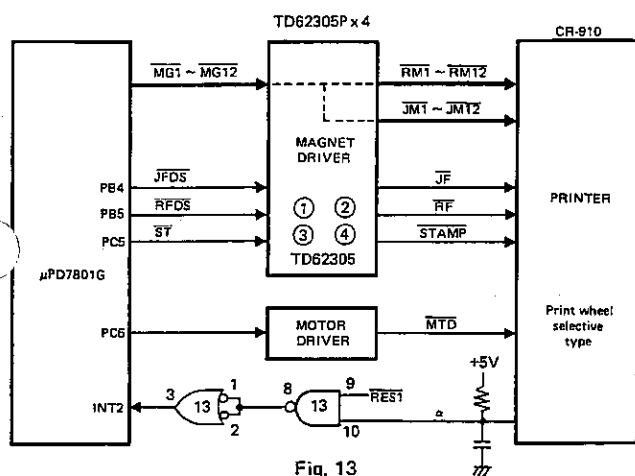 TD62305P x 4
CR-910
MG1 ~ MG12
RM1 ~ RM12
JM1 ~ JM12
MAGNET
DRIVER
PB4
JFDS
JF
PB5
RFDS
RF
PC5
ST
STAMP
① ②
③ ④
TD62305
PRINTER
μPD7801G
PC6
MOTOR
DRIVER
MTD
Print wheel
selective
type
+5V
INT2
3
13
1
2
8
13
9
RES1
10
α
Fig. 13